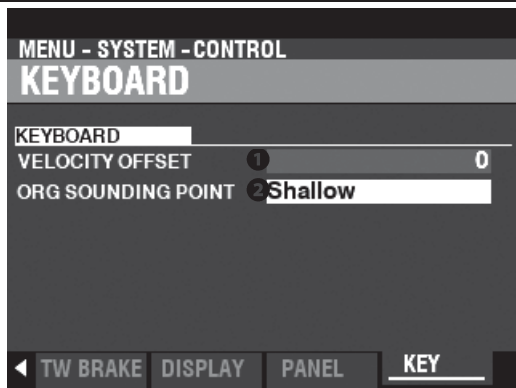 MENU - SYSTEM - CONTROL
KEYBOARD
KEYBOARD
VELOCITY OFFSET 1 0
ORG SOUNDING POINT 2 Shallow
TW BRAKE DISPLAY PANEL KEY